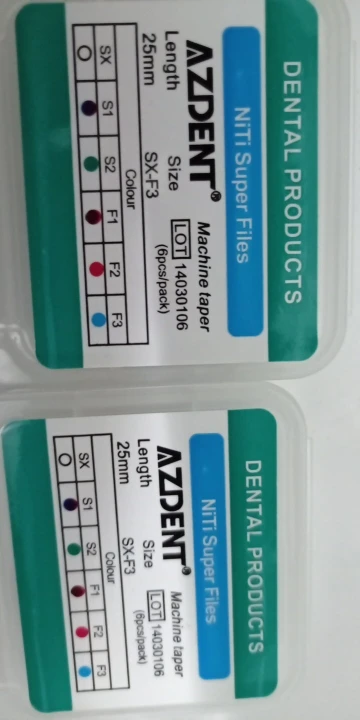 DENTAL PRODUCTS
NiTi Super Files
AZDENT® Machine taper
Length Size LOT 14030106
25mm SX-F3 (6pcs/pack)
Colour
SX S1 S2 F1 F2 F3
DENTAL PRODUCTS
NiTi Super Files
AZDENT® Machine taper
Length Size LOT 14030106
25mm SX-F3 (6pcs/pack)
Colour
SX S1 S2 F1 F2 F3